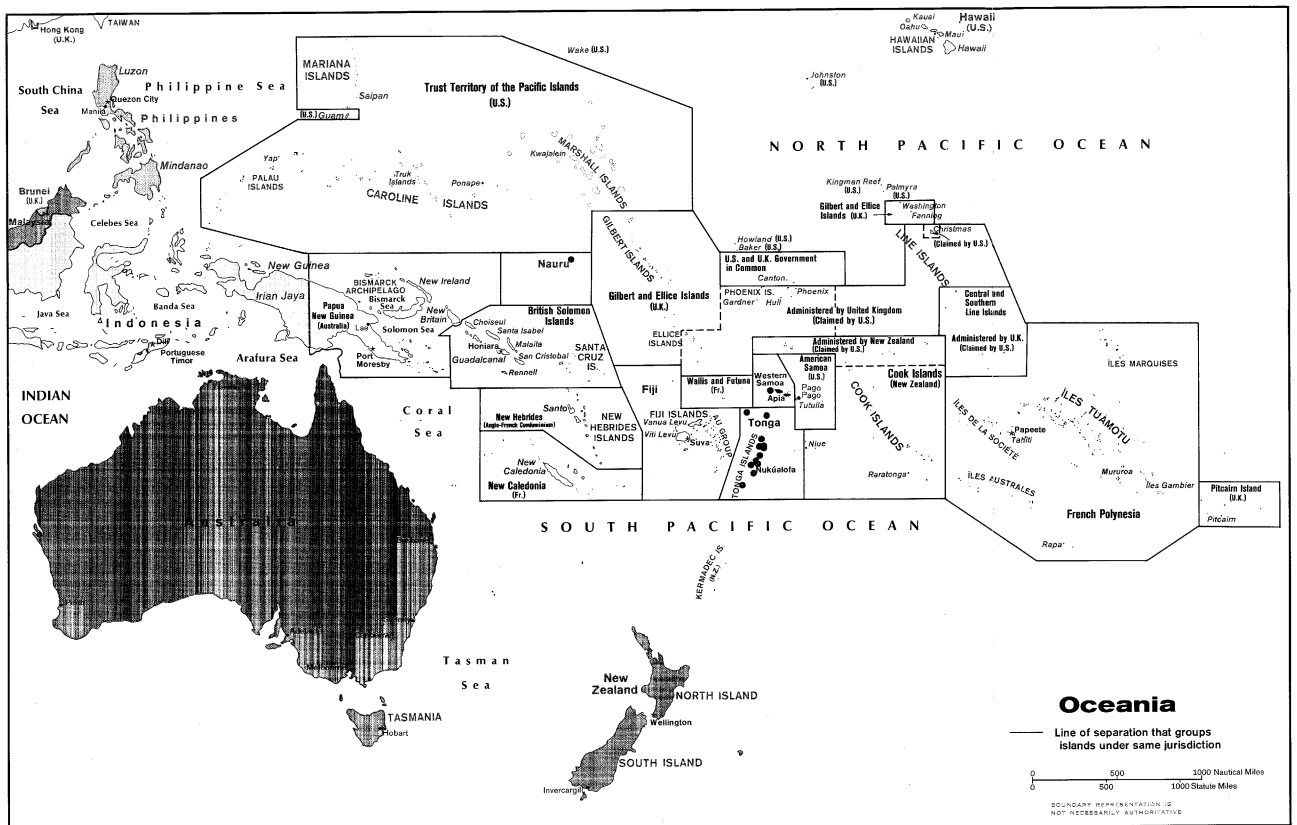 TAIWAN
Hong Kong
(U.K.)
Luzon
South China
Sea
Philippine Sea
Quezon City
Manila
Philippines
Mindanao
Brunei
(U.K.)
Malaysia
Celebes Sea
MARIANA
ISLANDS
Saipan
(U.S.) Guam
Trust Territory of the Pacific Islands
(U.S.)
Wake (U.S.)
Yap
PALAU
ISLANDS
Truk
Islands
Ponape
CAROLINE ISLANDS
Kwajalein
MARSHALL ISLANDS
Kauai
Oahu
Hawaii
(U.S.)
Maui
HAWAIIAN
ISLANDS
Hawaii
Johnston
(U.S.)
NORTH PACIFIC OCEAN
Kingman Reef
(U.S.)
Palmyra
(U.S.)
Gilbert and Ellice
Islands (U.K.)
Washington
Fanning
Christmas
(Claimed by U.S.)
LINE ISLANDS
Howland (U.S.)
Baker (U.S.)
U.S. and U.K. Government
in Common
Canton
GILBERT ISLANDS
Nauru
Gilbert and Ellice Islands
(U.K.)
PHOENIX IS.
Phoenix
Gardner
Hull
Administered by United Kingdom
(Claimed by U.S.)
Central and
Southern
Line Islands
Administered by U.K.
(Claimed by U.S.)
ELLICE
ISLANDS
Administered by New Zealand
(Claimed by U.S.)
New Guinea
Irian Jaya
Banda Sea
Java Sea
Indonesia
Dili
Portuguese
Timor
Arafura Sea
BISMARCK
ARCHIPELAGO
Bismarck
Sea
New Ireland
New
Britain
Papua
New Guinea
(Australia)
Lae
Solomon Sea
Port
Moresby
British Solomon
Islands
Choiseul
Santa Isabel
Malaita
Honiara
San Cristobal
Guadalcanal
Rennell
SANTA
CRUZ
IS.
Wallis and Futuna
(Fr.)
Western
Samoa
Apia
American
Samoa
(U.S.)
Pago
Pago
Tutuila
Cook Islands
(New Zealand)
COOK ISLANDS
Raratonga
Niue
Fiji
FIJI ISLANDS
Vanua Levu
Viti Levu
Suva
AU GROUP
Tonga
TONGA ISLANDS
Nukúalofa
INDIAN
OCEAN
Coral
Sea
Santo
New Hebrides
(Anglo-French Condominium)
NEW
HEBRIDES
ISLANDS
New
Caledonia
New Caledonia
(Fr.)
ÎLES MARQUISES
ÎLES TUAMOTU
ÎLES DE LA SOCIÉTÉ
Papeete
Tahiti
Mururoa
ÎLES AUSTRALES
Îles Gambier
French Polynesia
Rapa
Pitcairn Island
(U.K.)
Pitcairn
Australia
SOUTH PACIFIC OCEAN
KERMADEC IS.
(N.Z.)
Tasman
Sea
New
Zealand
NORTH ISLAND
Wellington
SOUTH ISLAND
Invercargill
TASMANIA
Hobart
Oceania
Line of separation that groups
islands under same jurisdiction
0 500 1000 Nautical Miles
0 500 1000 Statute Miles
BOUNDARY REPRESENTATION IS
NOT NECESSARILY AUTHORITATIVE